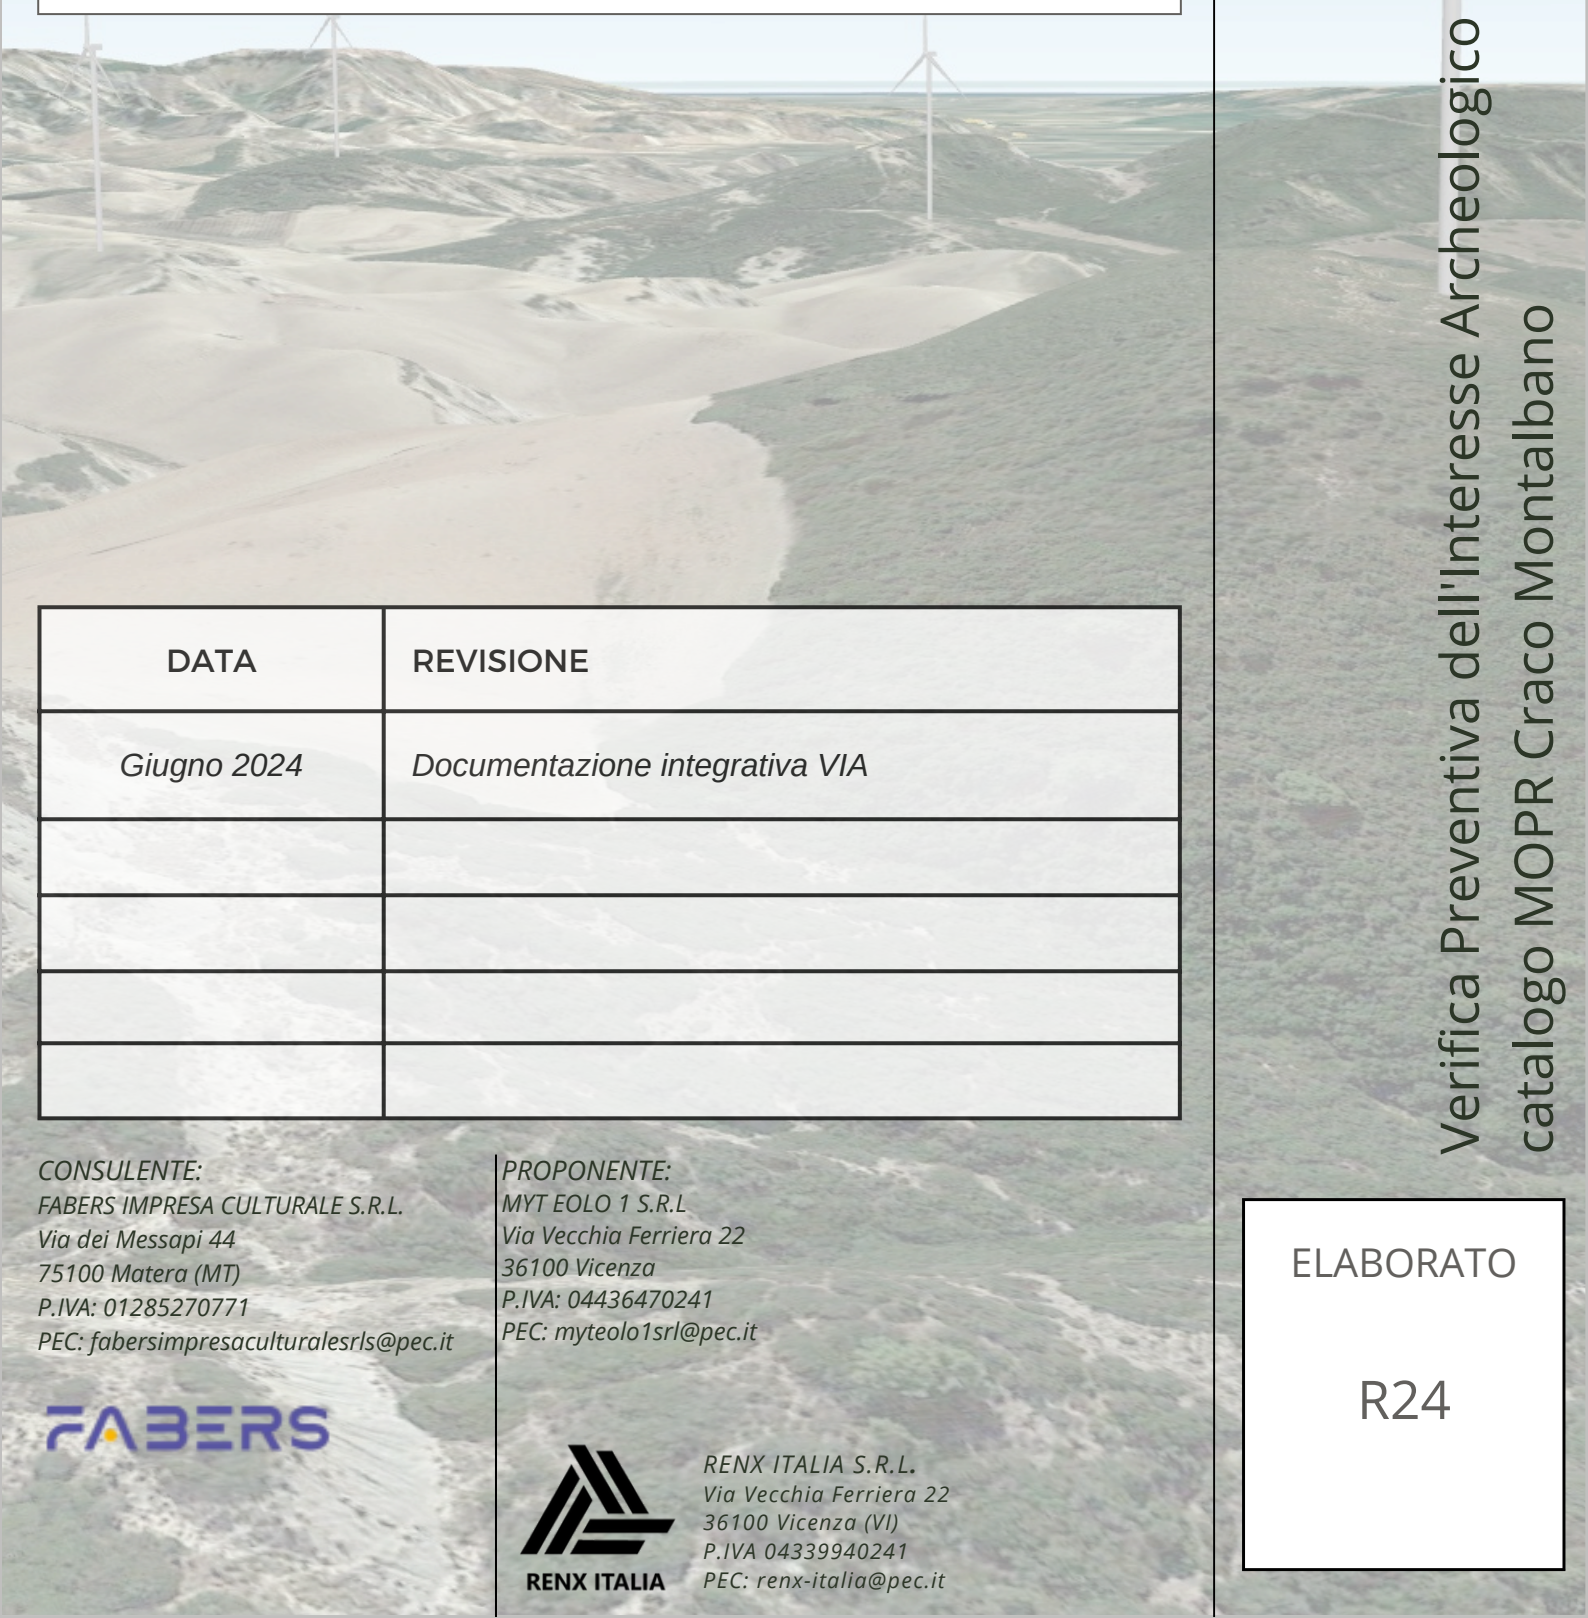 Verifica Preventiva dell'Interesse Archeologico
catalogo MOPR Craco Montalbano
DATA
REVISIONE
Giugno 2024
Documentazione integrativa VIA
CONSULENTE:
FABERS IMPRESA CULTURALE S.R.L.
Via dei Messapi 44
75100 Matera (MT)
P.IVA: 01285270771
PEC: fabersimpresaculturalesrls@pec.it
FABERS
PROPONENTE:
MYT EOLO 1 S.R.L
Via Vecchia Ferriera 22
36100 Vicenza
P.IVA: 04436470241
PEC: myteolo1srl@pec.it
RENX ITALIA
RENX ITALIA S.R.L.
Via Vecchia Ferriera 22
36100 Vicenza (VI)
P.IVA 04339940241
PEC: renx-italia@pec.it
ELABORATO
R24